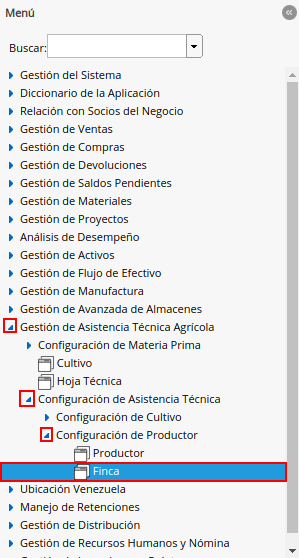 Menú
Buscar:
Gestión del Sistema
Diccionario de la Aplicación
Relación con Socios del Negocio
Gestión de Ventas
Gestión de Compras
Gestión de Devoluciones
Gestión de Saldos Pendientes
Gestión de Materiales
Gestión de Proyectos
Análisis de Desempeño
Gestión de Activos
Gestión de Flujo de Efectivo
Gestión de Manufactura
Gestión de Avanzada de Almacenes
Gestión de Asistencia Técnica Agrícola
Configuración de Materia Prima
Cultivo
Hoja Técnica
Configuración de Asistencia Técnica
Configuración de Cultivo
Configuración de Productor
Productor
Finca
Ubicación Venezuela
Manejo de Retenciones
Gestión de Distribución
Gestión de Recursos Humanos y Nómina